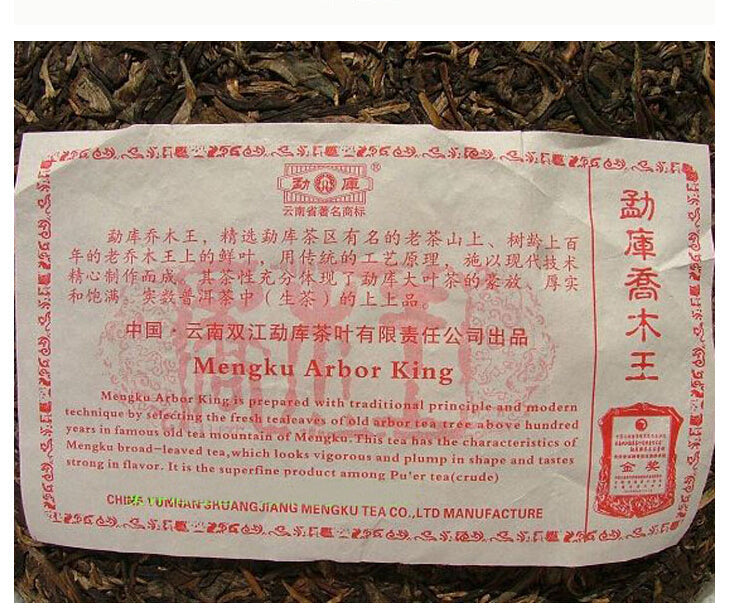 勐库
®
云南省著名商标
勐库乔木王，精选勐库茶区有名的老茶山上、树龄上百
年的老乔木王上的鲜叶，用传统的工艺原理，施以现代技术
精心制作而成。其茶性充分体现了勐库大叶茶的豪放、厚实
和饱满，实数普洱茶中（生茶）的上上品。
中国·云南双江勐库茶叶有限责任公司出品
Mengku Arbor King
Mengku Arbor King is prepared with traditional principle and modern
technique by selecting the fresh tealeaves of old arbor tea tree above hundred
years in famous old tea mountain of Mengku. This tea has the characteristics of
Mengku broad-leaved tea,which looks vigorous and plump in shape and tastes
strong in flavor. It is the superfine product among Pu'er tea(crude)
CHINA YUNNAN SHUANGJIANG MENGKU TEA CO.,LTD MANUFACTURE
勐庫喬木王
金奖